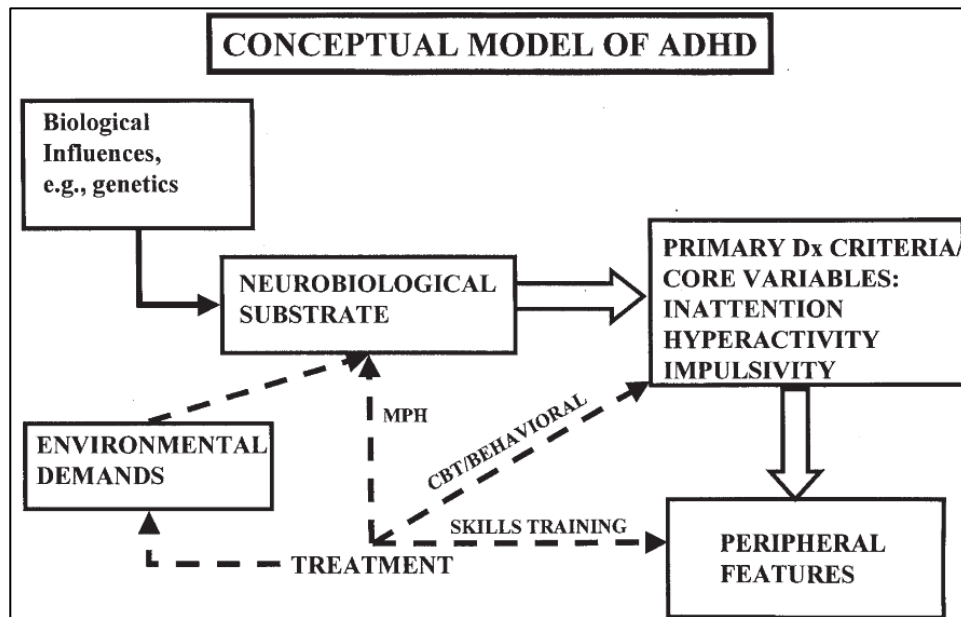 CONCEPTUAL MODEL OF ADHD
Biological
Influences,
e.g., genetics
NEUROBIOLOGICAL
SUBSTRATE
PRIMARY Dx CRITERIA/
CORE VARIABLES:
INATTENTION
HYPERACTIVITY
IMPULSIVITY
MPH
CBT/BEHAVIORAL
ENVIRONMENTAL
DEMANDS
SKILLS TRAINING
TREATMENT
PERIPHERAL
FEATURES